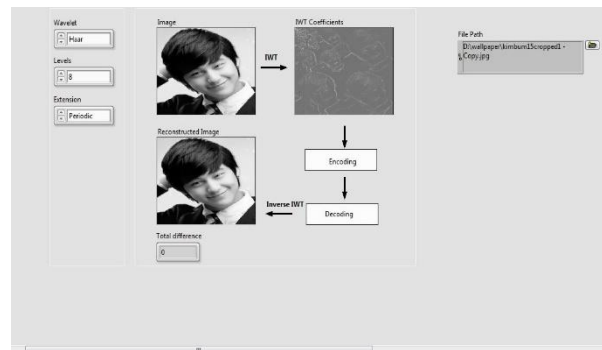 Wavelet
Haar
Levels
8
Extension
Periodic
Image
IWT
IWT Coefficients
Encoding
Decoding
Inverse IWT
Reconstructed Image
Total difference
0
File Path
D:\wallpaper\kimbum15cropped1 -
Copy.jpg